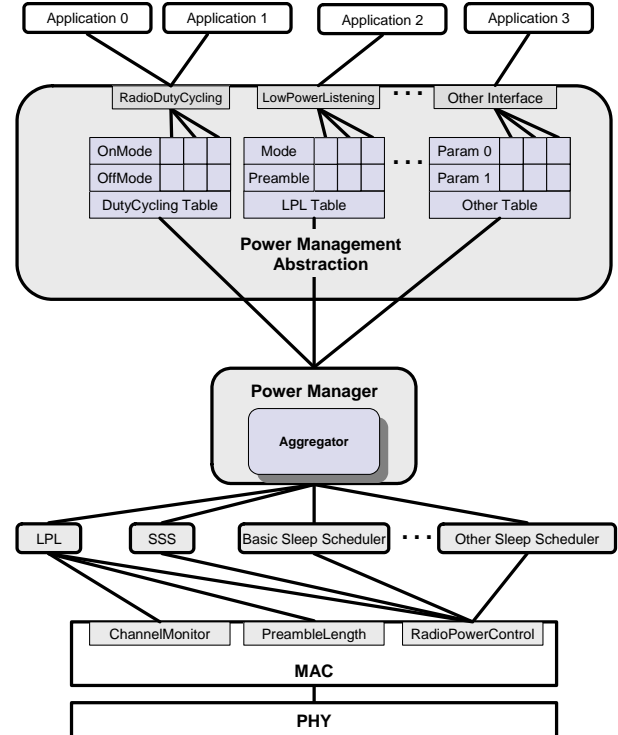 Application 0
Application 1
Application 2
Application 3
RadioDutyCycling
LowPowerListening
...
Other Interface
OnMode
OffMode
DutyCycling Table
Mode
Preamble
LPL Table
...
Param 0
Param 1
Other Table
Power Management
Abstraction
Power Manager
Aggregator
LPL
SSS
Basic Sleep Scheduler
...
Other Sleep Scheduler
ChannelMonitor
PreambleLength
RadioPowerControl
MAC
PHY